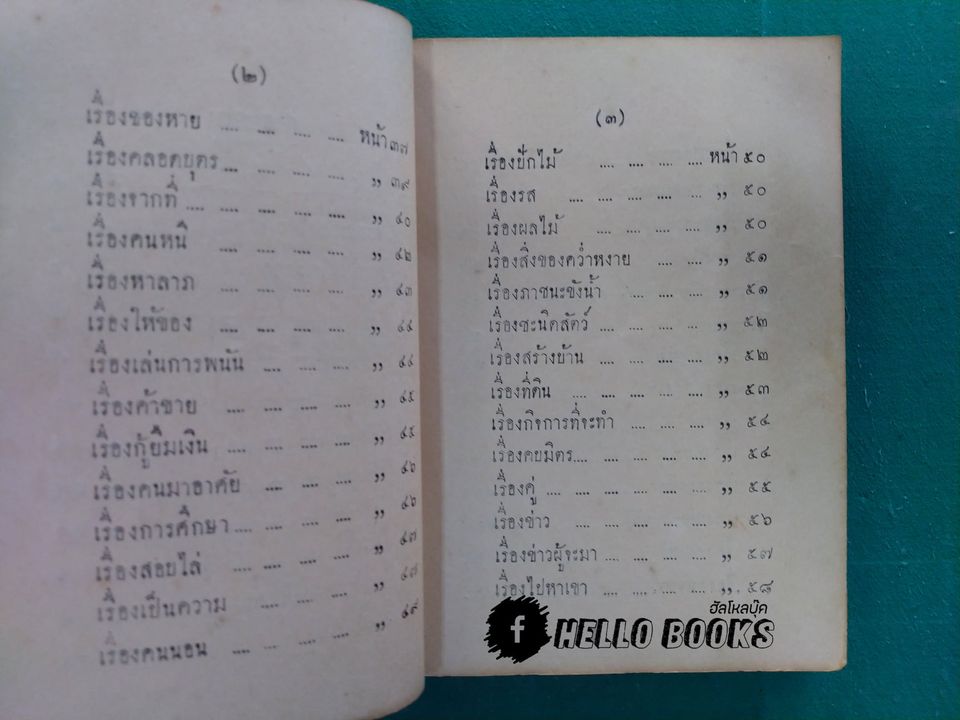 (๒)
เรื่องของหาย .... .... .... .... หน้า ๓๗
เรื่องคลอดบุตร .... .... .... .... ,, ๓๙
เรื่องจากที่ .... .... .... .... ,, ๔๐
เรื่องคนหนี .... .... .... .... ,, ๔๒
เรื่องหาลาภ .... .... .... .... ,, ๔๓
เรื่องให้ของ .... .... .... .... ,, ๔๔
เรื่องเล่นการพนัน .... .... .... ,, ๔๔
เรื่องค้าขาย .... .... .... .... ,, ๔๕
เรื่องกู้ยืมเงิน .... .... .... .... ,, ๔๕
เรื่องคนมาอาศัย .... .... .... ,, ๔๖
เรื่องการศึกษา .... .... .... .... ,, ๔๖
เรื่องสอยไล่ .... .... .... .... ,, ๔๗
เรื่องเป็นความ .... .... .... .... ,, ๔๗
เรื่องคนนอน .... .... .... .... ,, ๔๙
(๓)
เรื่องปักไม้ .... .... .... .... หน้า ๕๐
เรื่องรส .... .... .... .... ... ,, ๕๐
เรื่องผลไม้ .... .... .... .... ,, ๕๐
เรื่องสิ่งของคว่ำหงาย .... .... ,, ๕๑
เรื่องภาชนะขังน้ำ .... .... .... ,, ๕๑
เรื่องชะนิดสัตว์ .... .... .... ... ,, ๕๒
เรื่องสร้างบ้าน .... .... .... ... ,, ๕๒
เรื่องที่ดิน .... .... .... .... ... ,, ๕๓
เรื่องกิจการที่จะทำ .... .... .... ,, ๕๔
เรื่องคบมิตร.... .... .... .... ... ,, ๕๔
เรื่องคู่ .... .... .... .... .... ... ,, ๕๕
เรื่องข่าว .... .... .... .... ... ,, ๕๖
เรื่องข่าวผู้จะมา .... .... .... ... ,, ๕๗
เรื่องไปหาเขา .... .... .... ... ,, ๕๘
ฮัลโหลบุ๊ค
f HELLO BOOKS